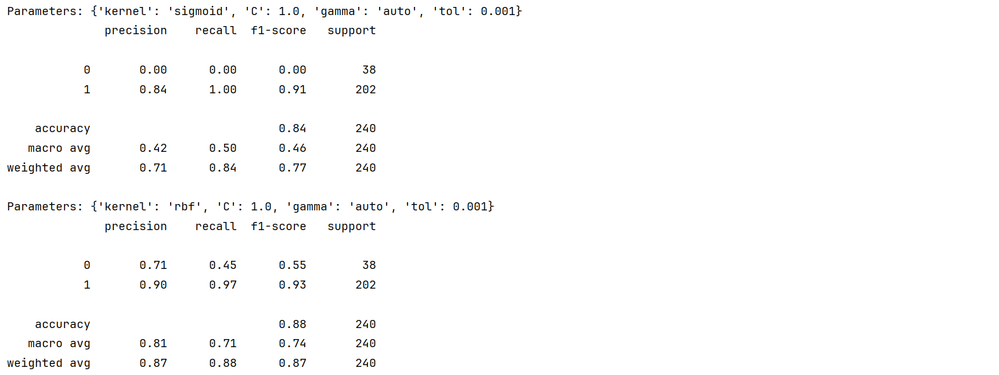 Parameters: {'kernel': 'sigmoid', 'C': 1.0, 'gamma': 'auto', 'tol': 0.001}
              precision    recall  f1-score   support

           0       0.00      0.00      0.00        38
           1       0.84      1.00      0.91       202

    accuracy                           0.84       240
   macro avg       0.42      0.50      0.46       240
weighted avg       0.71      0.84      0.77       240

Parameters: {'kernel': 'rbf', 'C': 1.0, 'gamma': 'auto', 'tol': 0.001}
              precision    recall  f1-score   support

           0       0.71      0.45      0.55        38
           1       0.90      0.97      0.93       202

    accuracy                           0.88       240
   macro avg       0.81      0.71      0.74       240
weighted avg       0.87      0.88      0.87       240